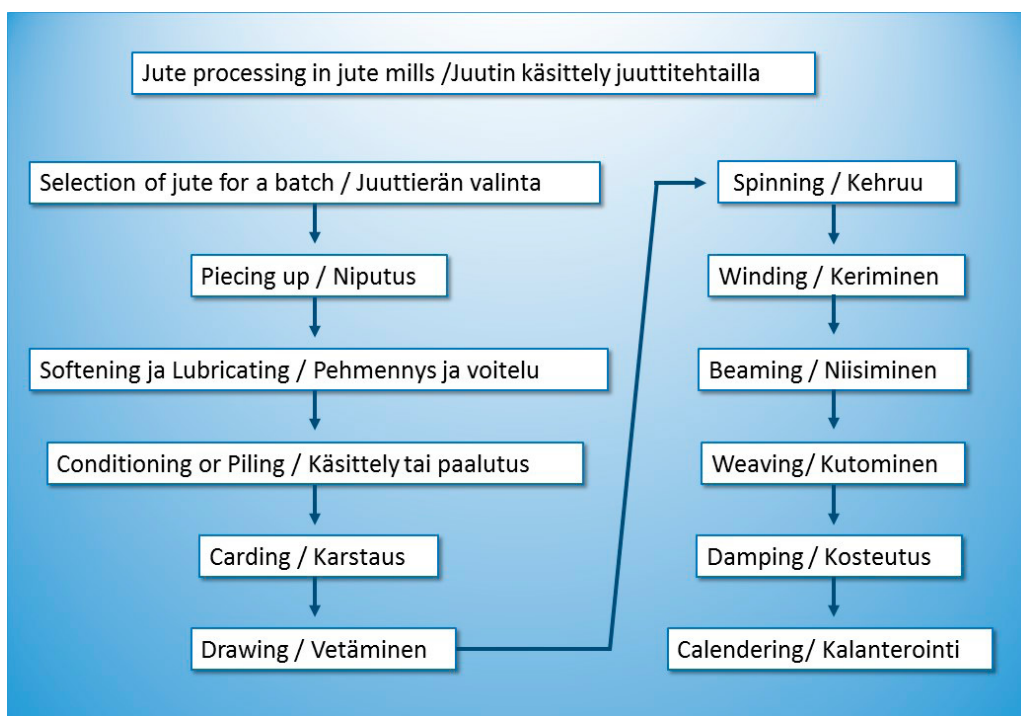 Jute processing in jute mills /Juutin käsittely juuttitehtailla
Selection of jute for a batch / Juuttierän valinta
Piecing up / Niputus
Softening ja Lubricating / Pehmennys ja voitelu
Conditioning or Piling / Käsittely tai paalutus
Carding / Karstaus
Drawing / Vetäminen
Spinning / Kehruu
Winding / Keriminen
Beaming / Niisiminen
Weaving/ Kutominen
Damping / Kosteutus
Calendering/ Kalanterointi